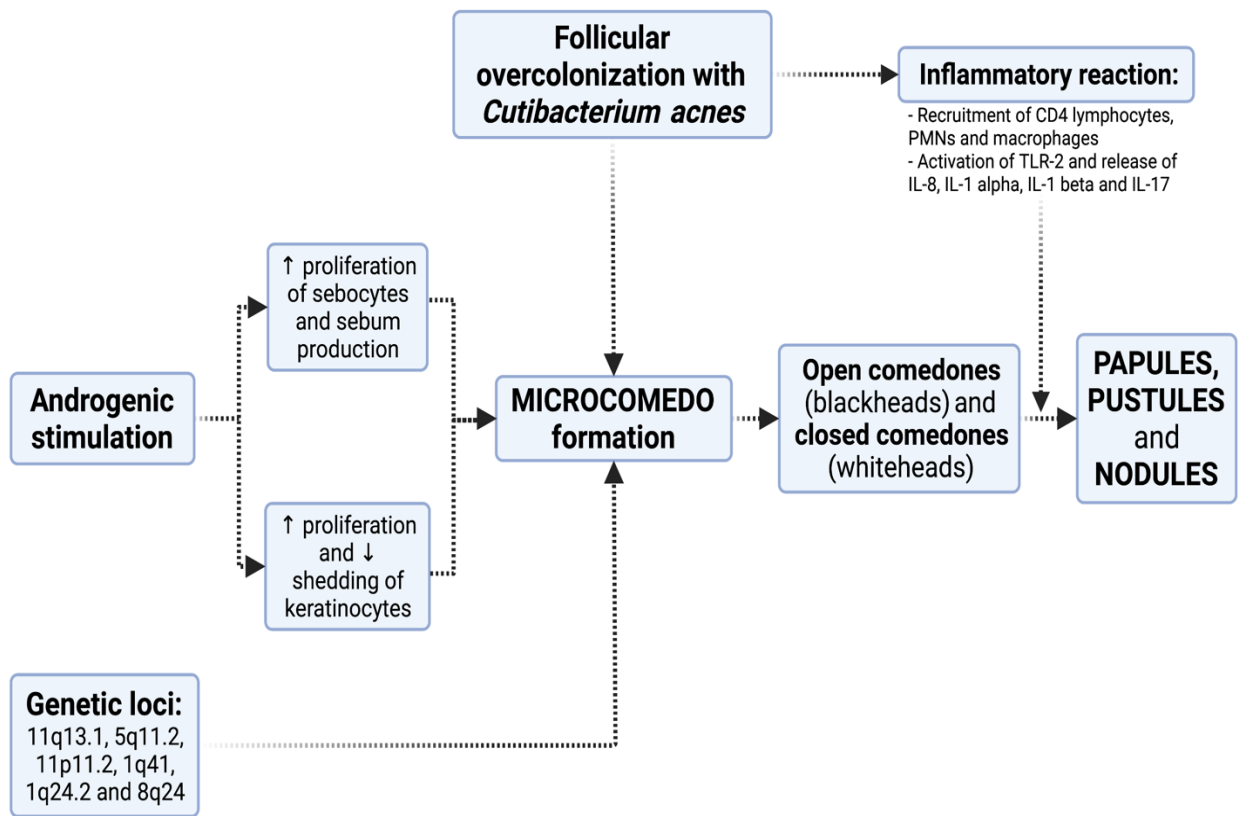 Follicular
overcolonization with
Cutibacterium acnes
Inflammatory reaction:
- Recruitment of CD4 lymphocytes,
PMNs and macrophages
- Activation of TLR-2 and release of
IL-8, IL-1 alpha, IL-1 beta and IL-17
↑ proliferation
of sebocytes
and sebum
production
Androgenic
stimulation
MICROCOMEDO
formation
Open comedones
(blackheads) and
closed comedones
(whiteheads)
PAPULES,
PUSTULES
and
NODULES
↑ proliferation
and ↓
shedding of
keratinocytes
Genetic loci:
11q13.1, 5q11.2,
11p11.2, 1q41,
1q24.2 and 8q24